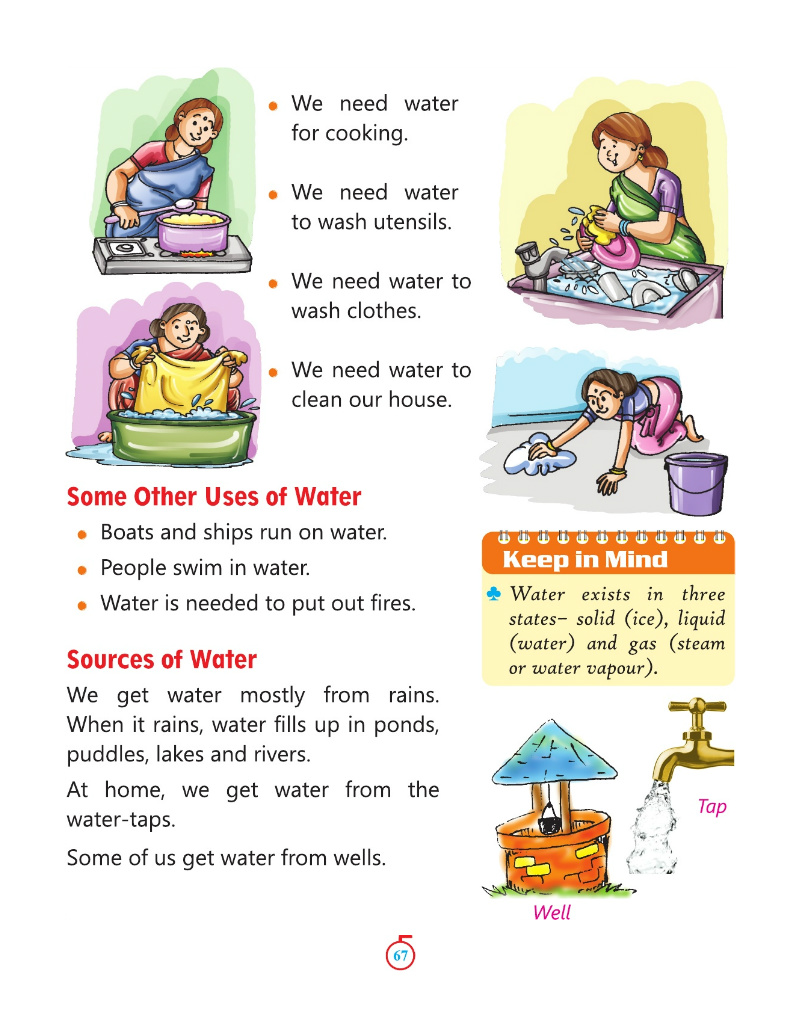 We need water
for cooking.
We need water
to wash utensils.
We need water to
wash clothes.
We need water to
clean our house.
Some Other Uses of Water
Boats and ships run on water.
People swim in water.
Water is needed to put out fires.
Keep in Mind
Water exists in three
states– solid (ice), liquid
(water) and gas (steam
or water vapour).
Sources of Water
We get water mostly from rains.
When it rains, water fills up in ponds,
puddles, lakes and rivers.
At home, we get water from the
water-taps.
Some of us get water from wells.
Tap
Well
67